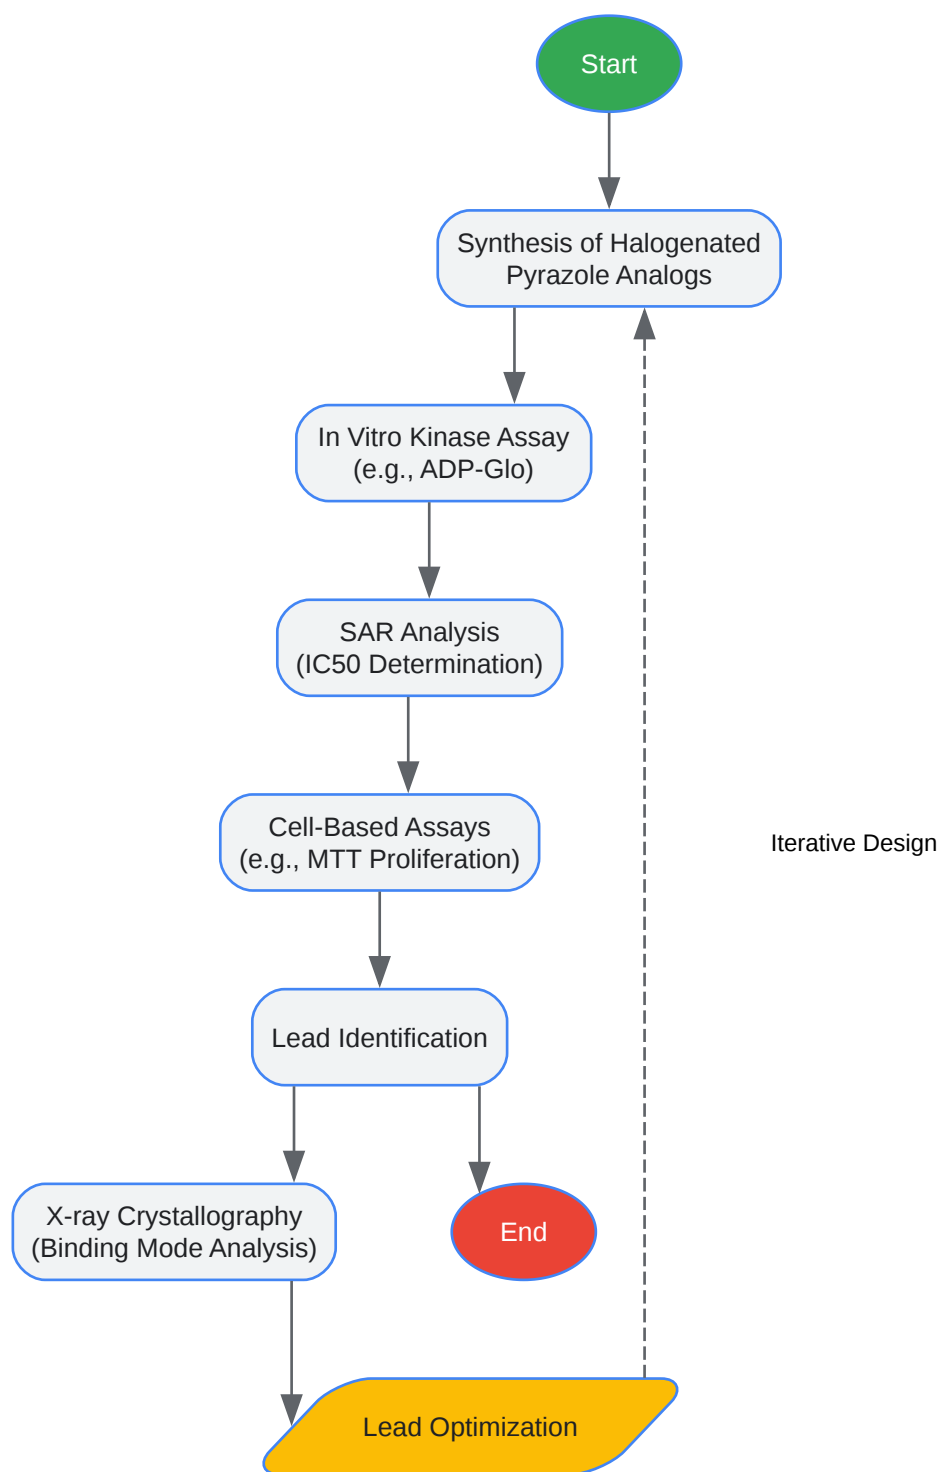 Start
Synthesis of Halogenated
Pyrazole Analogs
In Vitro Kinase Assay
(e.g., ADP-Glo)
SAR Analysis
(IC50 Determination)
Cell-Based Assays
(e.g., MTT Proliferation)
Iterative Design
Lead Identification
X-ray Crystallography
(Binding Mode Analysis)
End
Lead Optimization